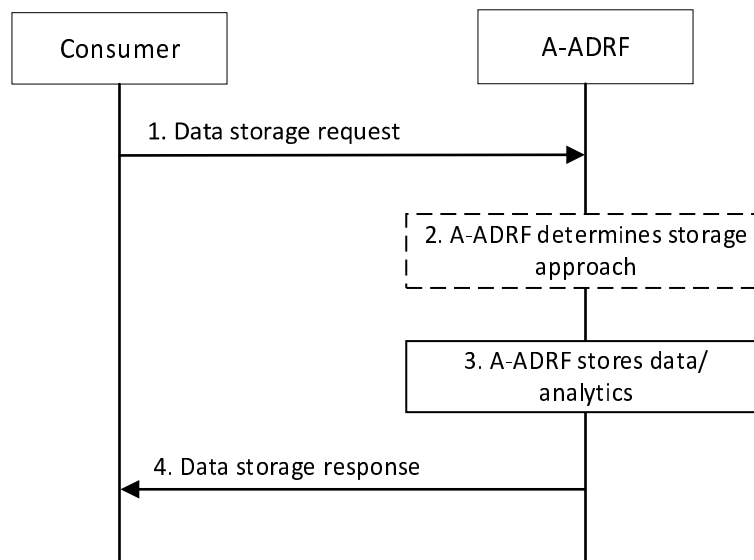 Consumer
A-ADRF
1. Data storage request
2. A-ADRF determines storage
approach
3. A-ADRF stores data/
analytics
4. Data storage response